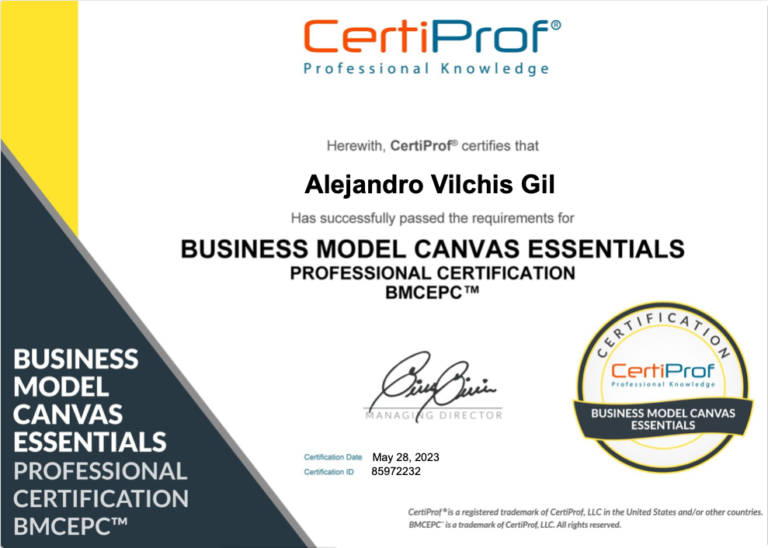 CertiProf®
Professional Knowledge
Herewith, CertiProf® certifies that
Alejandro Vilchis Gil
Has successfully passed the requirements for
BUSINESS MODEL CANVAS ESSENTIALS
PROFESSIONAL CERTIFICATION
BMCEPC™
CERTIFICATION
CertiProf
Professional Knowledge
BUSINESS MODEL CANVAS
ESSENTIALS
MANAGING DIRECTOR
BUSINESS
MODEL
CANVAS
ESSENTIALS
PROFESSIONAL
CERTIFICATION
BMCEPC™
Certification Date May 28, 2023
Certification ID 85972232
CertiProf® is a registered trademark of CertiProf, LLC in the United States and/or other countries.
BMCEPC™ is a trademark of CertiProf, LLC. All rights reserved.